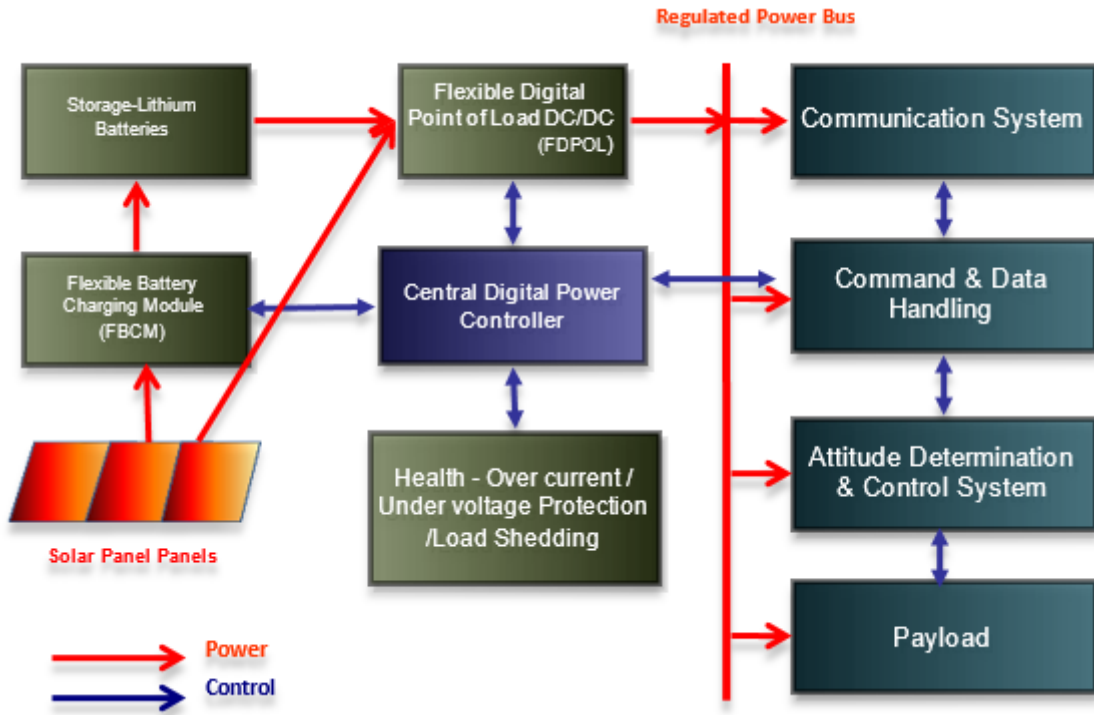 Regulated Power Bus
Storage-Lithium
Batteries
Flexible Digital
Point of Load DC/DC
(FDPOL)
Communication System
Flexible Battery
Charging Module
(FBCM)
Central Digital Power
Controller
Command & Data
Handling
Health - Over current /
Under voltage Protection
/Load Shedding
Attitude Determination
& Control System
Solar Panel Panels
Payload
Power
Control